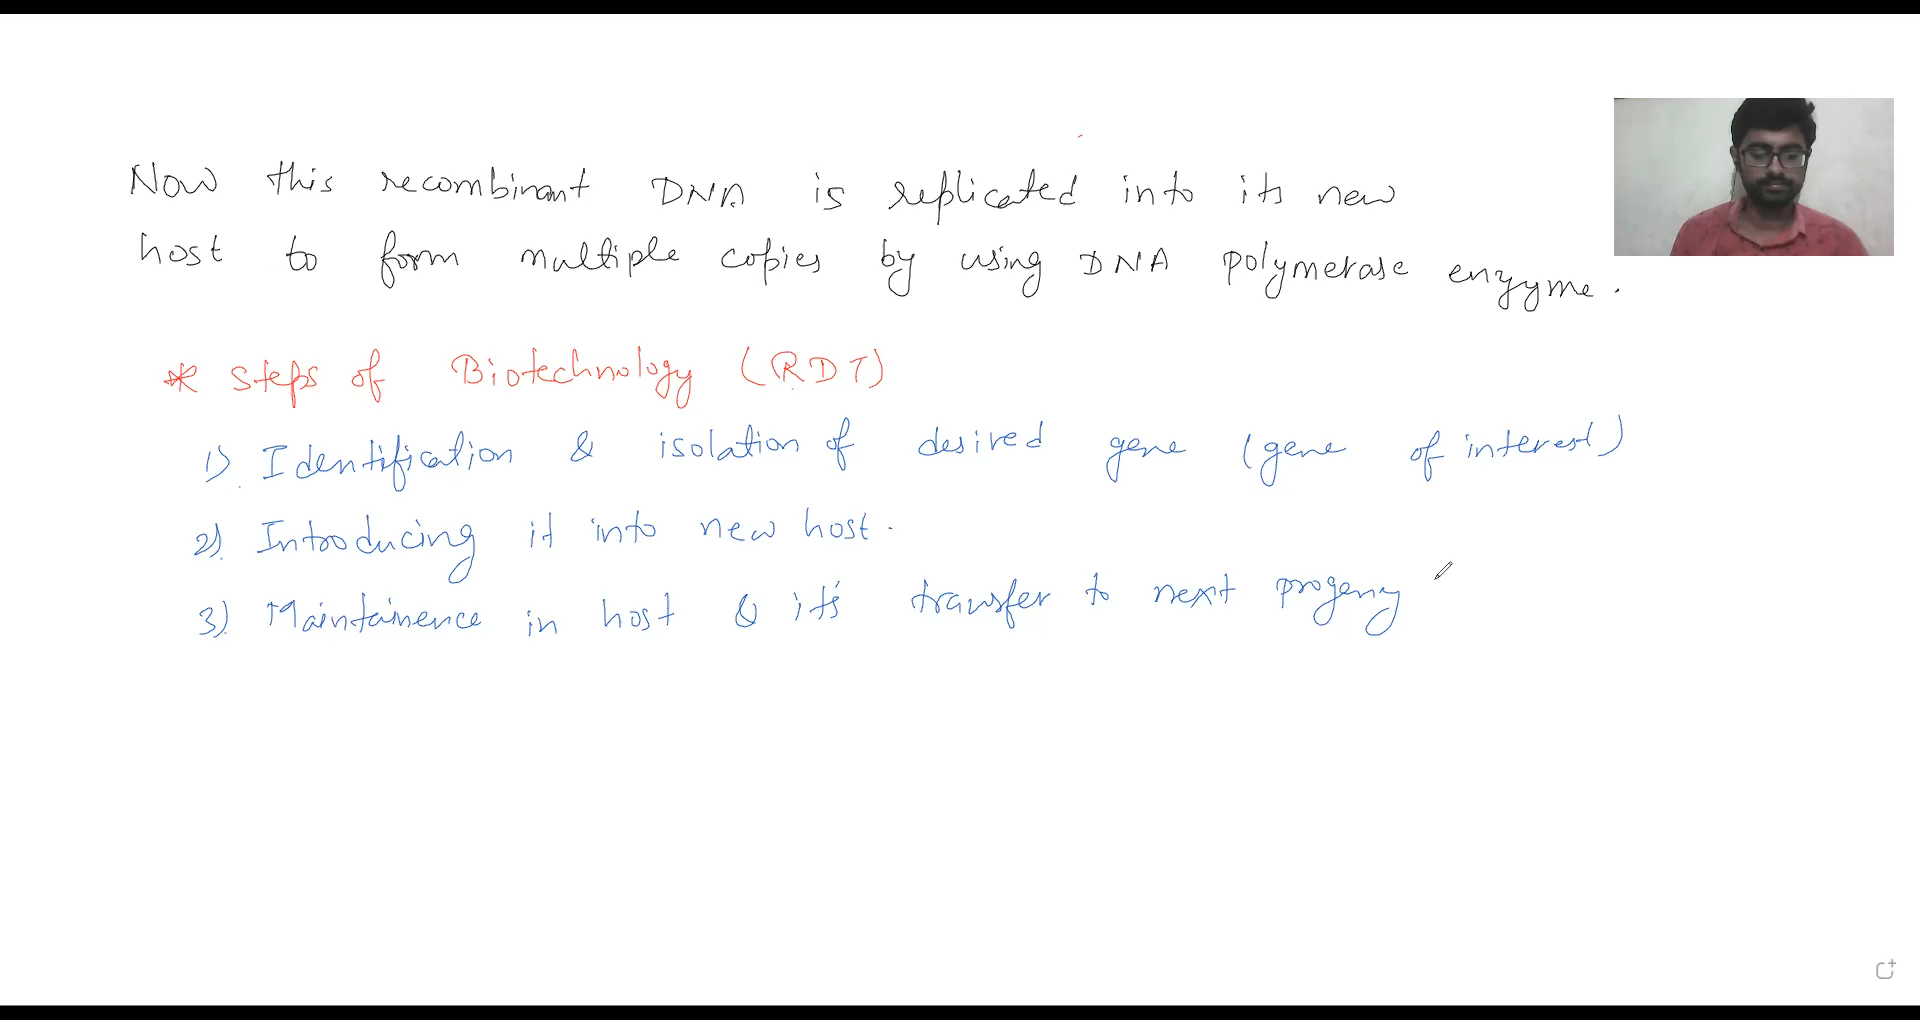 Now this recombinant DNA is replicated into its new
host to form multiple copies by using DNA polymerase enzyme.
* Steps of Biotechnology (RDT)
1) Identification & isolation of desired gene (gene of interest)
2) Introducing it into new host.
3) Maintainence in host & it's transfer to next progeny